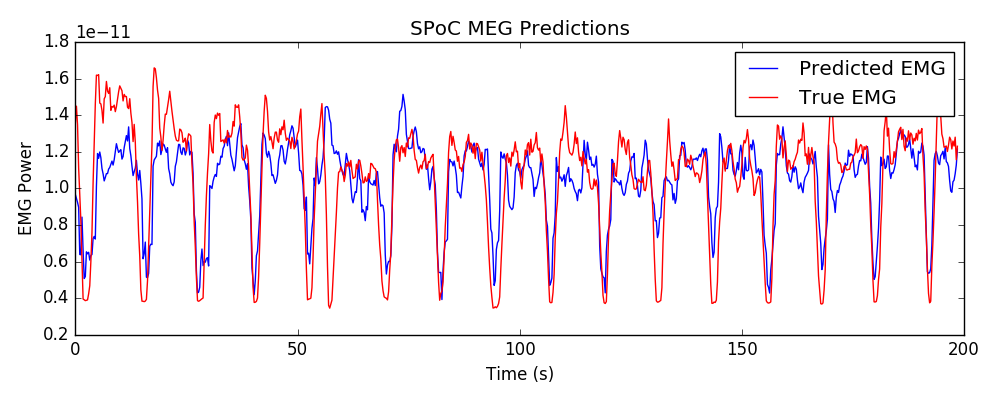 SPoC MEG Predictions
1e−11
1.8
1.6
1.4
1.2
1.0
0.8
0.6
0.4
0.2
EMG Power
Predicted EMG
True EMG
0
50
100
150
200
Time (s)